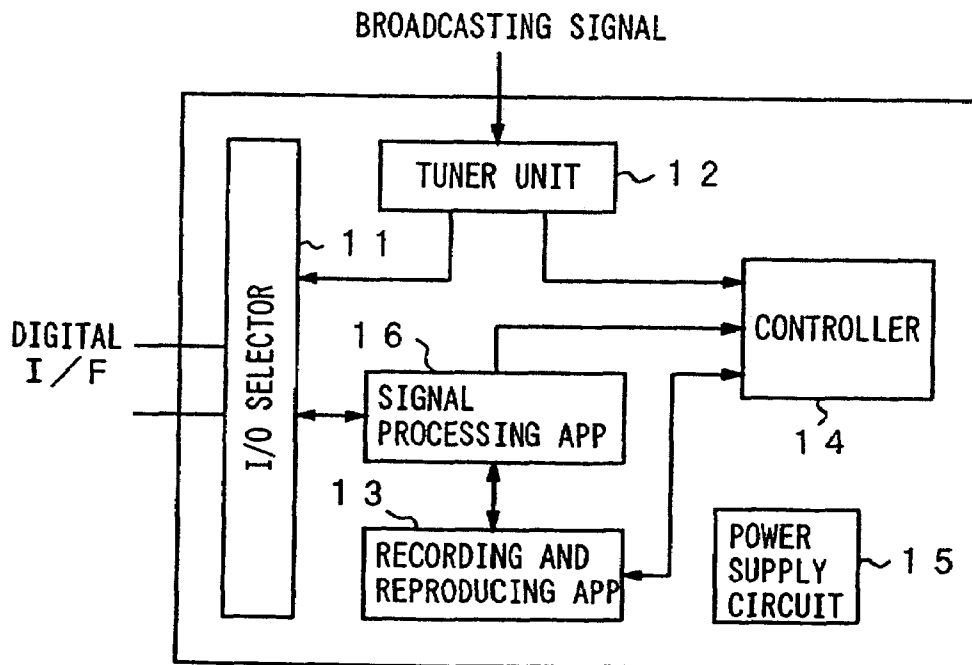 BROADCASTING SIGNAL
TUNER UNIT
12
11
CONTROLLER
14
DIGITAL
I/F
I/O SELECTOR
16
SIGNAL
PROCESSING APP
13
RECORDING AND
REPRODUCING APP
POWER
SUPPLY
CIRCUIT
15